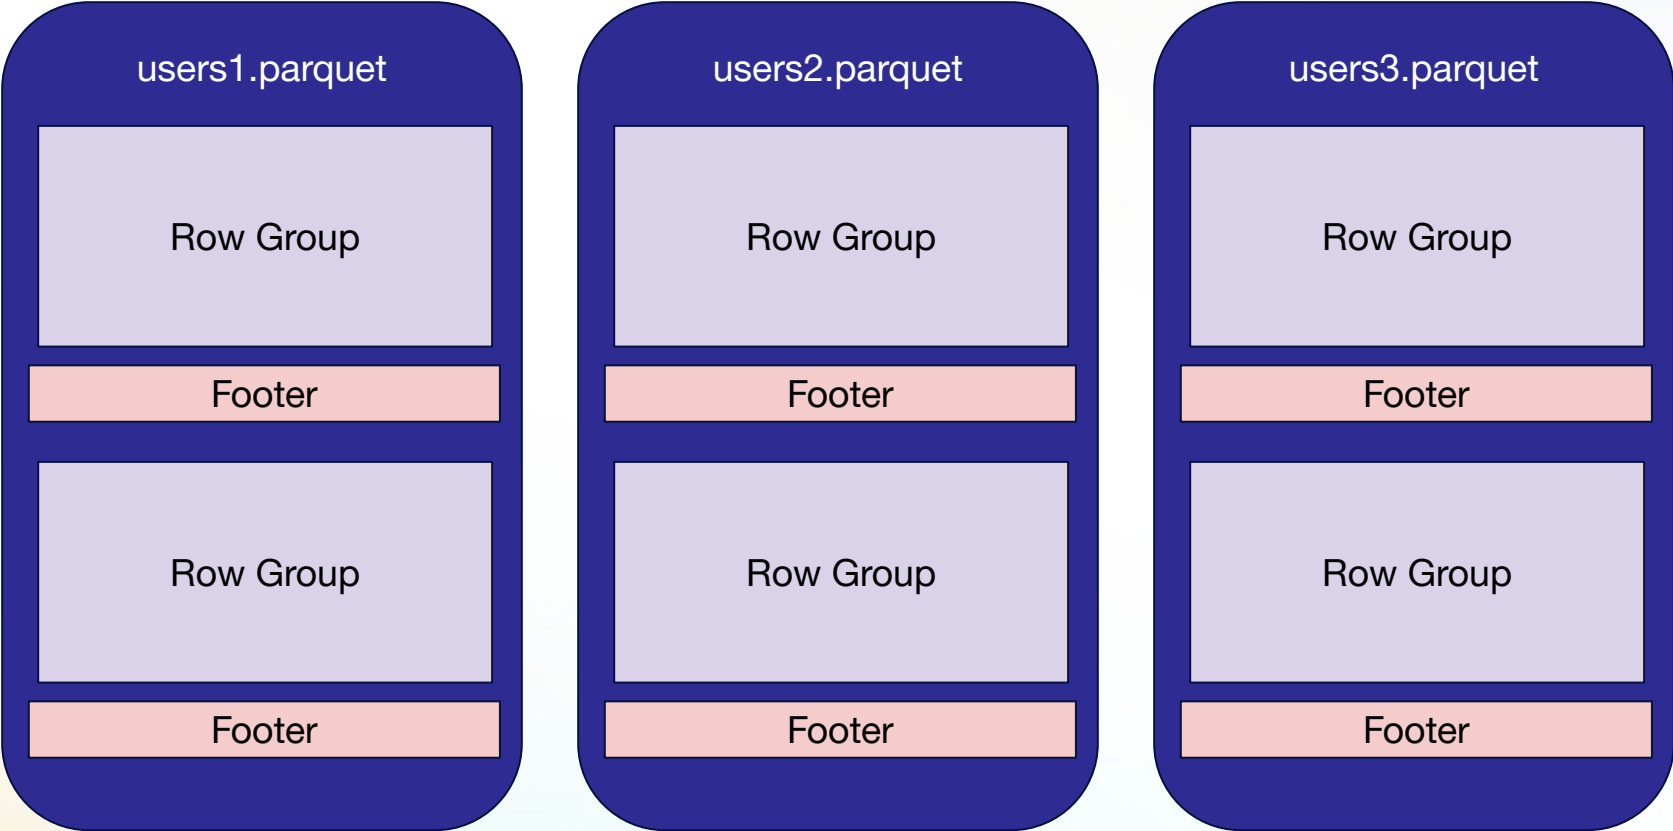 users1.parquet
Row Group
Footer
Row Group
Footer
users2.parquet
Row Group
Footer
Row Group
Footer
users3.parquet
Row Group
Footer
Row Group
Footer